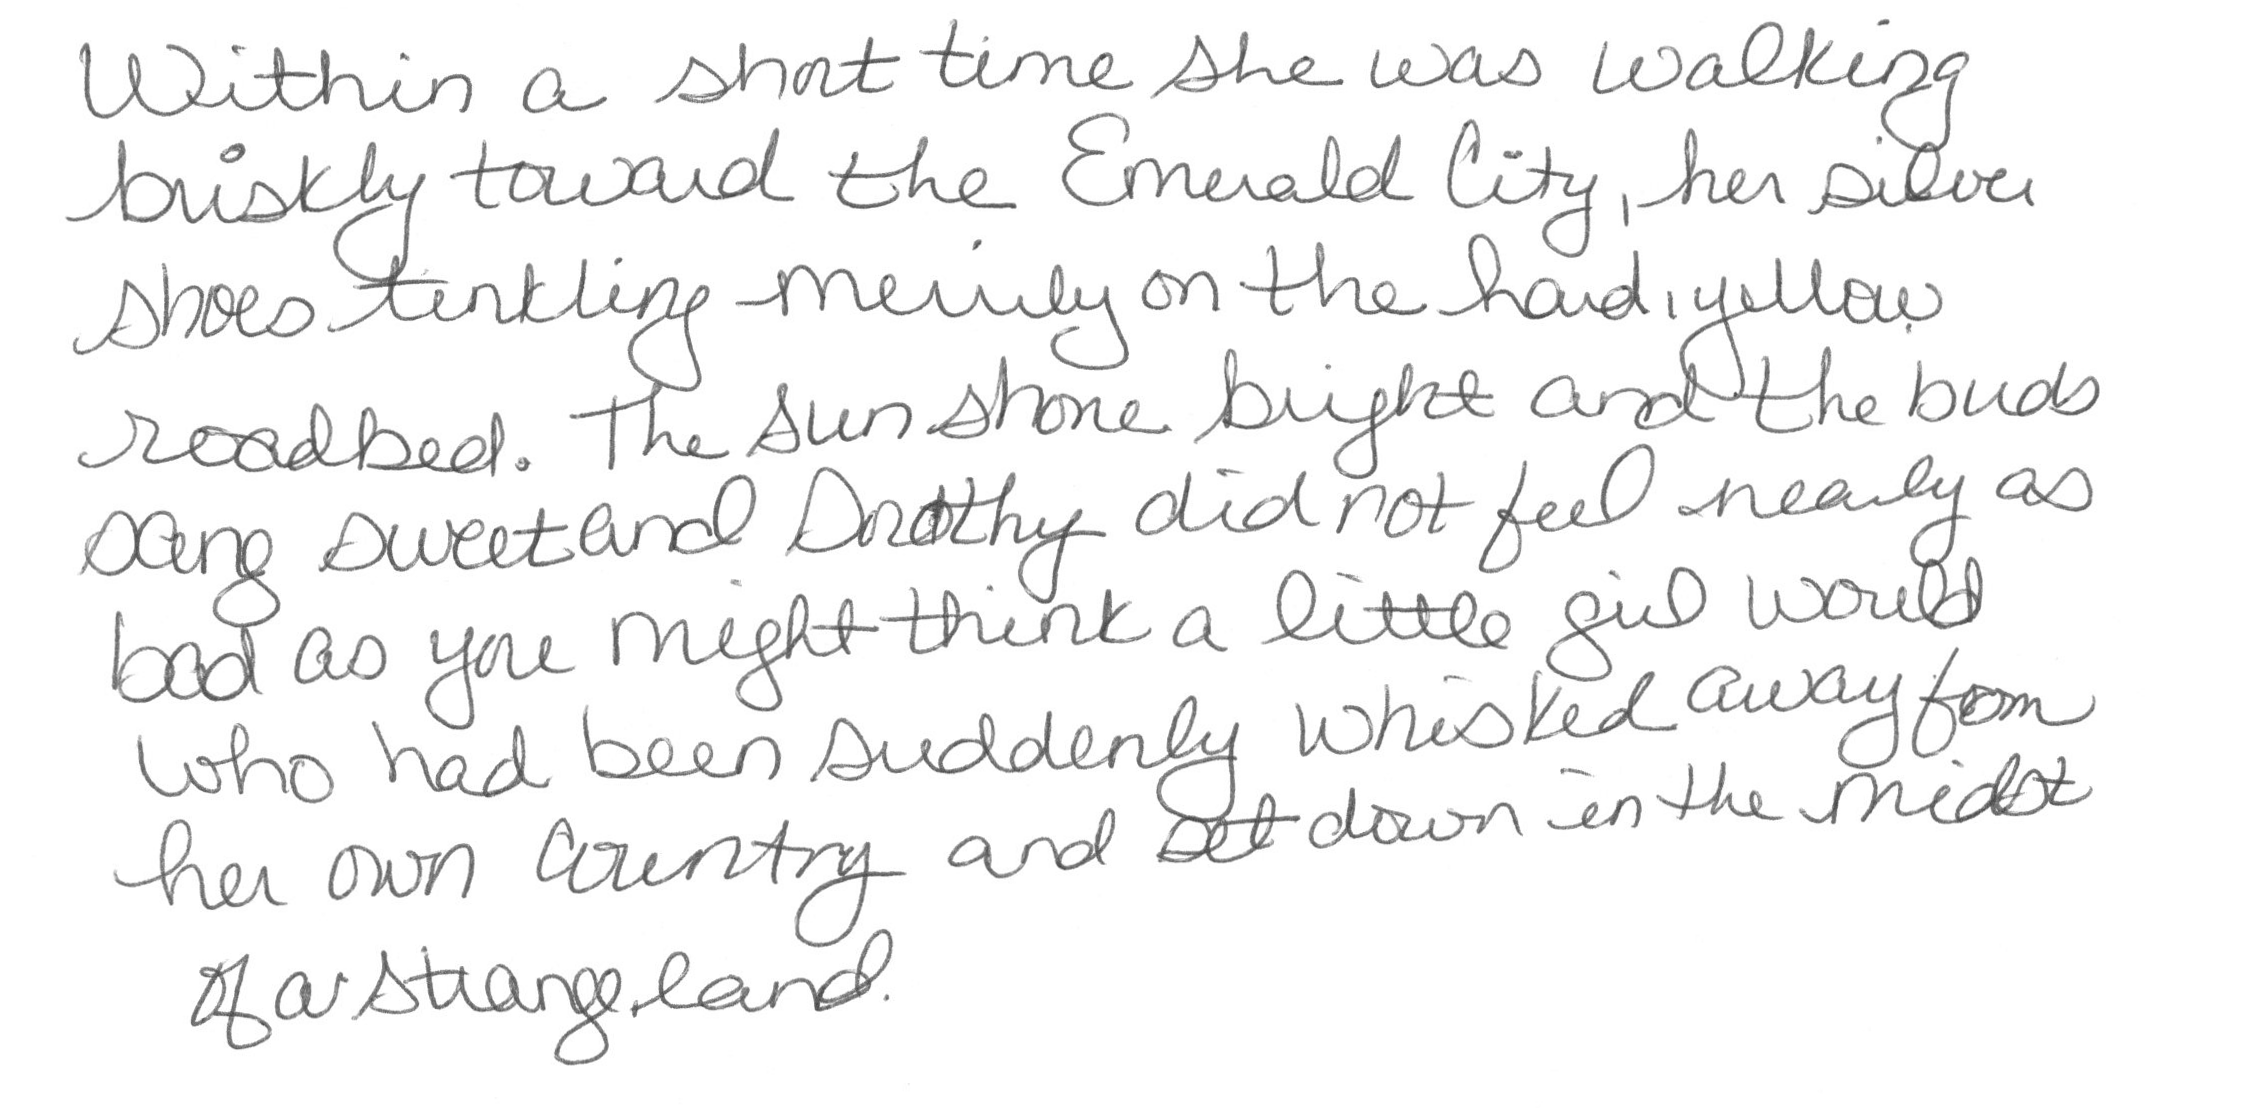 Within a short time she was walking
briskly toward the Emerald City, her silver
shoes tinkling merrily on the hard, yellow
roadbed. The sun shone bright and the birds
sang sweet and Dorothy did not feel nearly as
bad as you might think a little girl would
who had been suddenly whisked away from
her own country and set down in the midst
of a strange land.